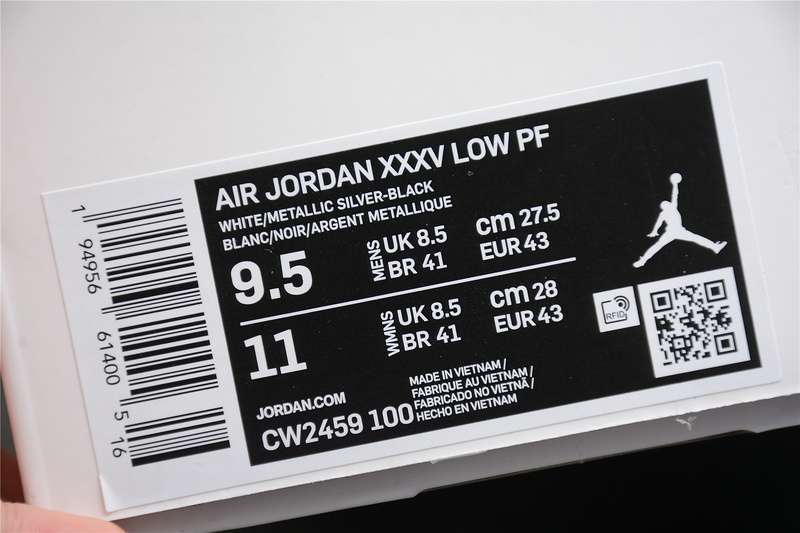 AIR JORDAN XXXV LOW PF
WHITE/METALLIC SILVER-BLACK
BLANC/NOIR/ARGENT METALLIQUE
9.5
MENS
UK 8.5
cm 27.5
BR 41
EUR 43
11
WMNS
UK 8.5
cm 28
BR 41
EUR 43
RFID
JORDAN.COM
CW2459 100
MADE IN VIETNAM /
FABRIQUE AU VIETNAM /
FABRICADO NO VIETNÃ /
HECHO EN VIETNAM
1 94956 61400 5 16